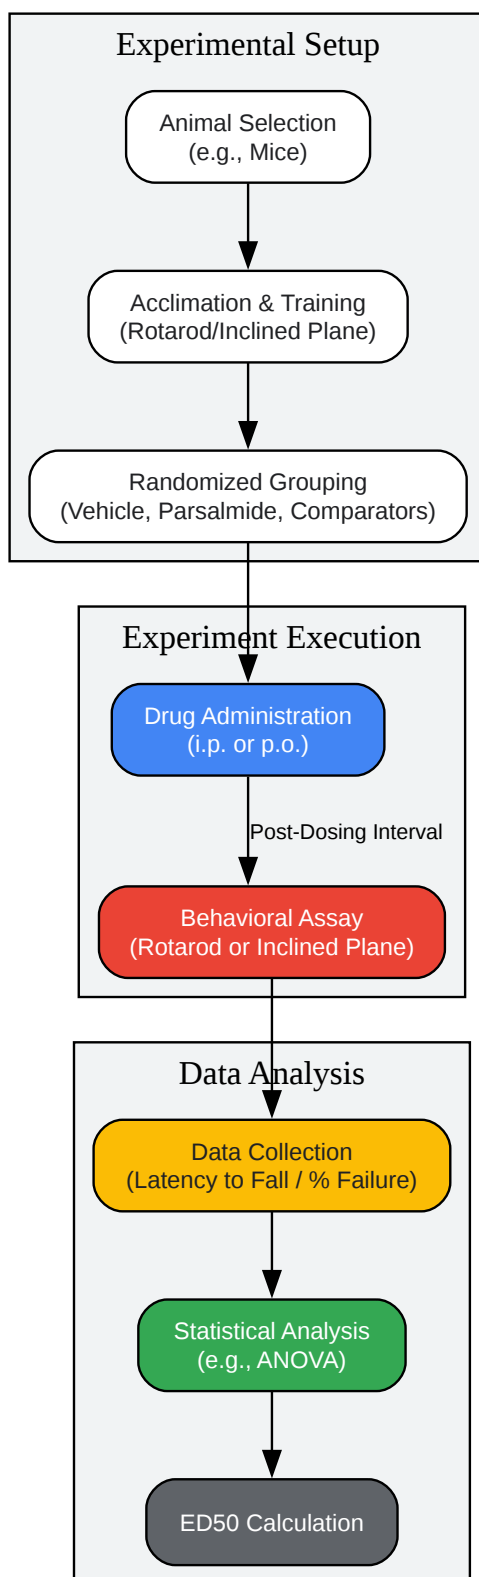 Experimental Setup
Animal Selection
(e.g., Mice)
Acclimation & Training
(Rotarod/Inclined Plane)
Randomized Grouping
(Vehicle, Parsalmide, Comparators)
Experiment Execution
Drug Administration
(i.p. or p.o.)
Post-Dosing Interval
Behavioral Assay
(Rotarod or Inclined Plane)
Data Analysis
Data Collection
(Latency to Fall / % Failure)
Statistical Analysis
(e.g., ANOVA)
ED50 Calculation